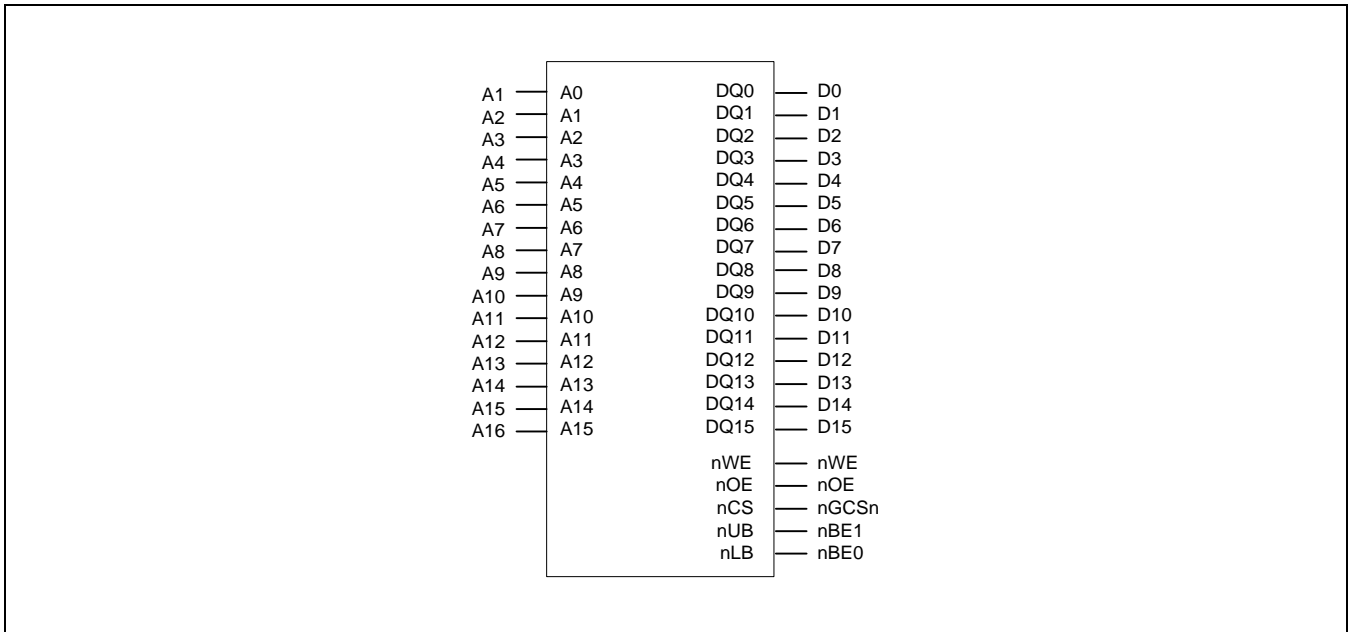 A1 A0 DQ0 D0
A2 A1 DQ1 D1
A3 A2 DQ2 D2
A4 A3 DQ3 D3
A5 A4 DQ4 D4
A6 A5 DQ5 D5
A7 A6 DQ6 D6
A8 A7 DQ7 D7
A9 A8 DQ8 D8
A10 A9 DQ9 D9
A11 A10 DQ10 D10
A12 A11 DQ11 D11
A13 A12 DQ12 D12
A14 A13 DQ13 D13
A15 A14 DQ14 D14
A16 A15 DQ15 D15
nWE nWE
nOE nOE
nCS nGCSn
nUB nBE1
nLB nBE0